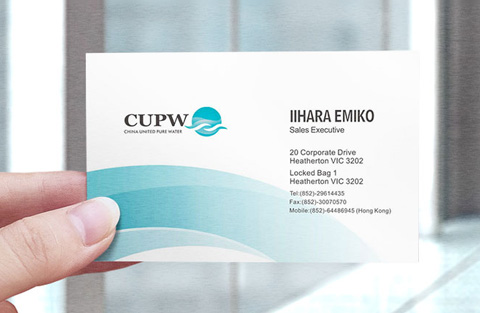 CUPW
CHINA UNITED PURE WATER
IIHARA EMIKO
Sales Executive
20 Corporate Drive
Heatherton VIC 3202
Locked Bag 1
Heatherton VIC 3202
Tel:(852)-29614435
Fax:(852)-30070570
Mobile:(852)-64486945 (Hong Kong)